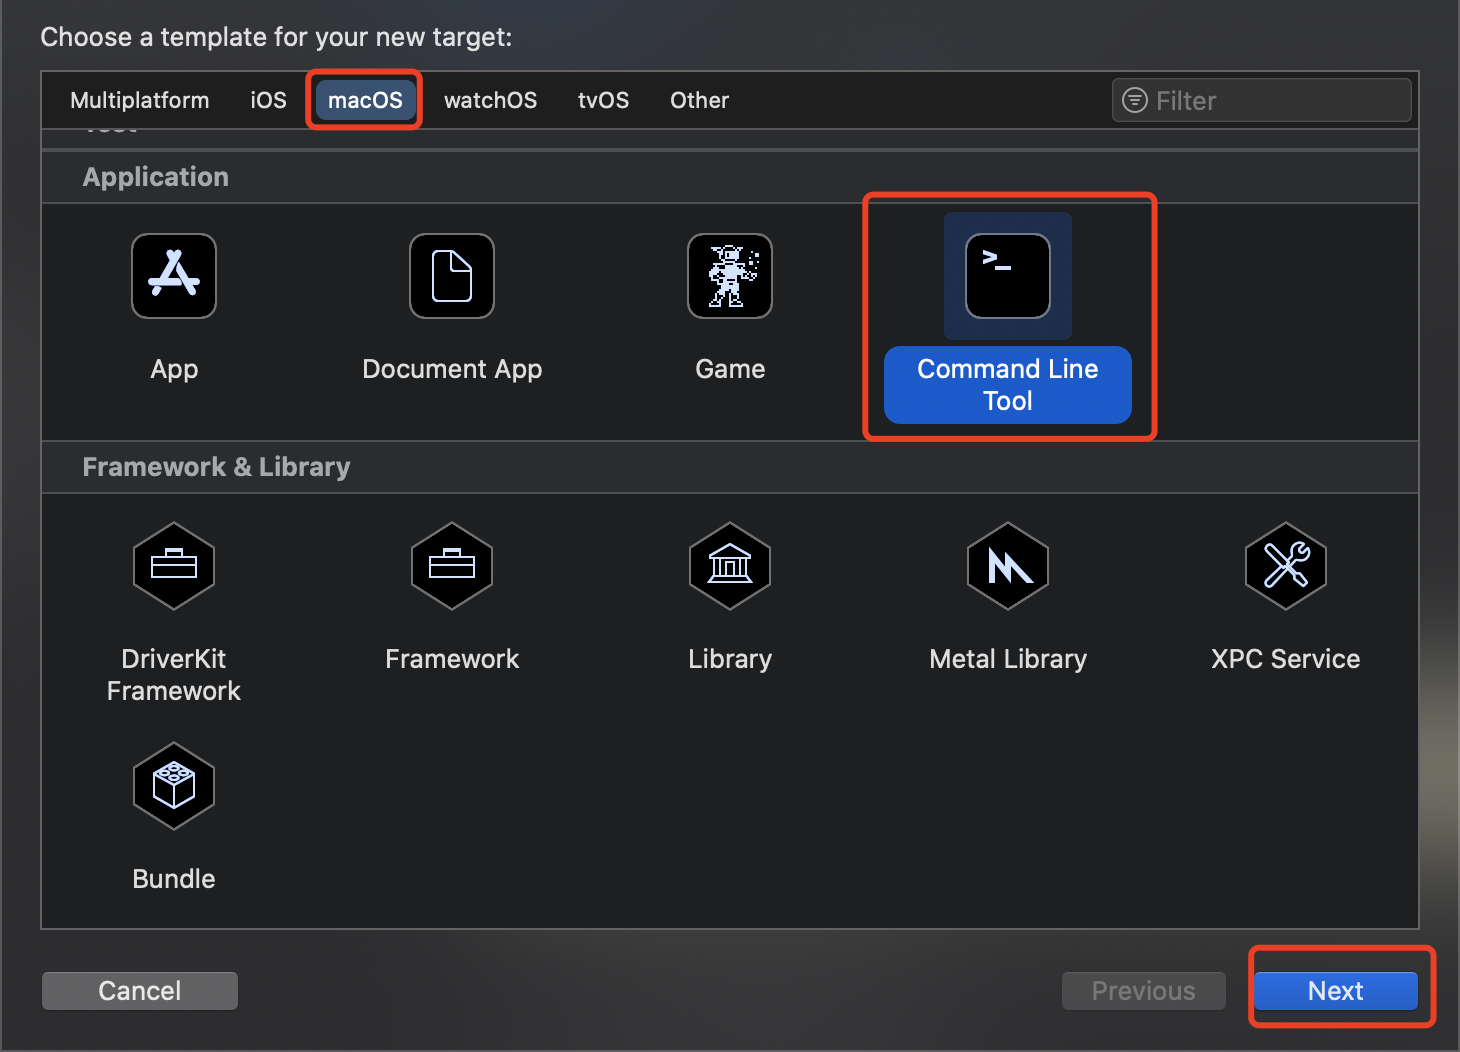 Choose a template for your new target:
Multiplatform iOS macOS watchOS tvOS Other Filter
Application
>_
App Document App Game Command Line
Tool
Framework & Library
DriverKit Framework Library Metal Library XPC Service
Framework
Bundle
Cancel Previous Next